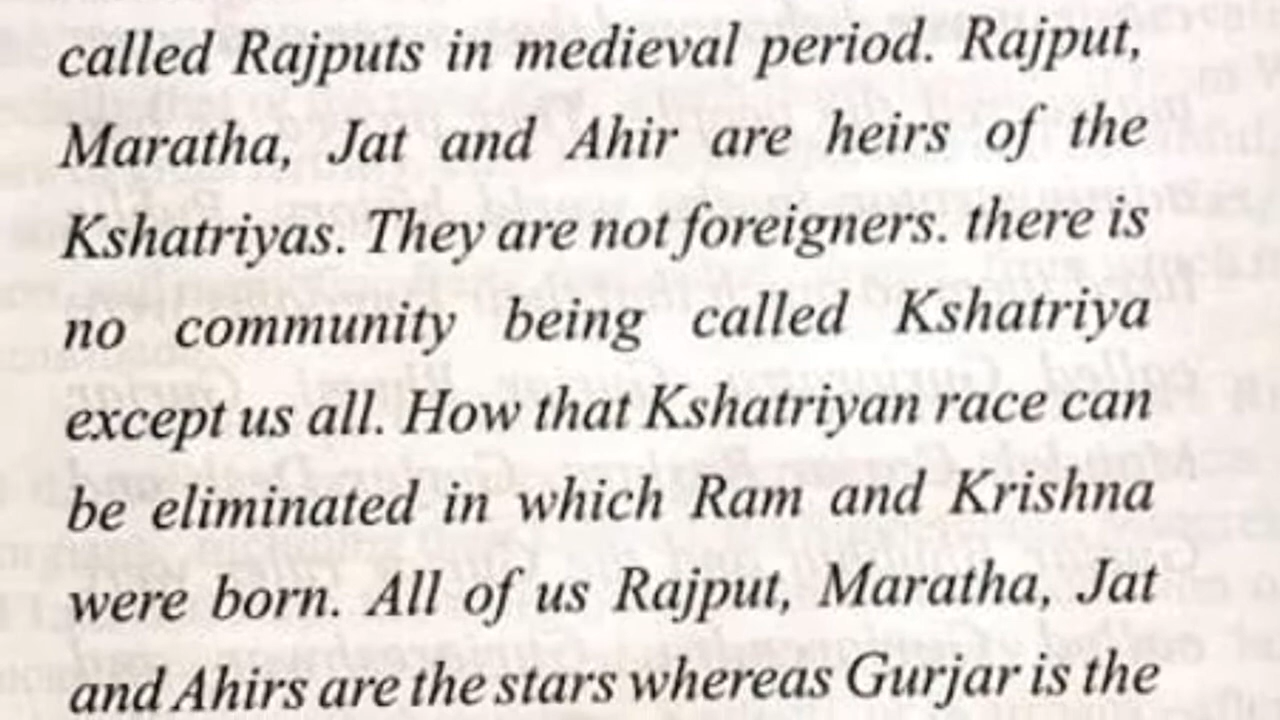 called Rajputs in medieval period. Rajput,
Maratha, Jat and Ahir are heirs of the
Kshatriyas. They are not foreigners. there is
no community being called Kshatriya
except us all. How that Kshatriyan race can
be eliminated in which Ram and Krishna
were born. All of us Rajput, Maratha, Jat
and Ahirs are the stars whereas Gurjar is the